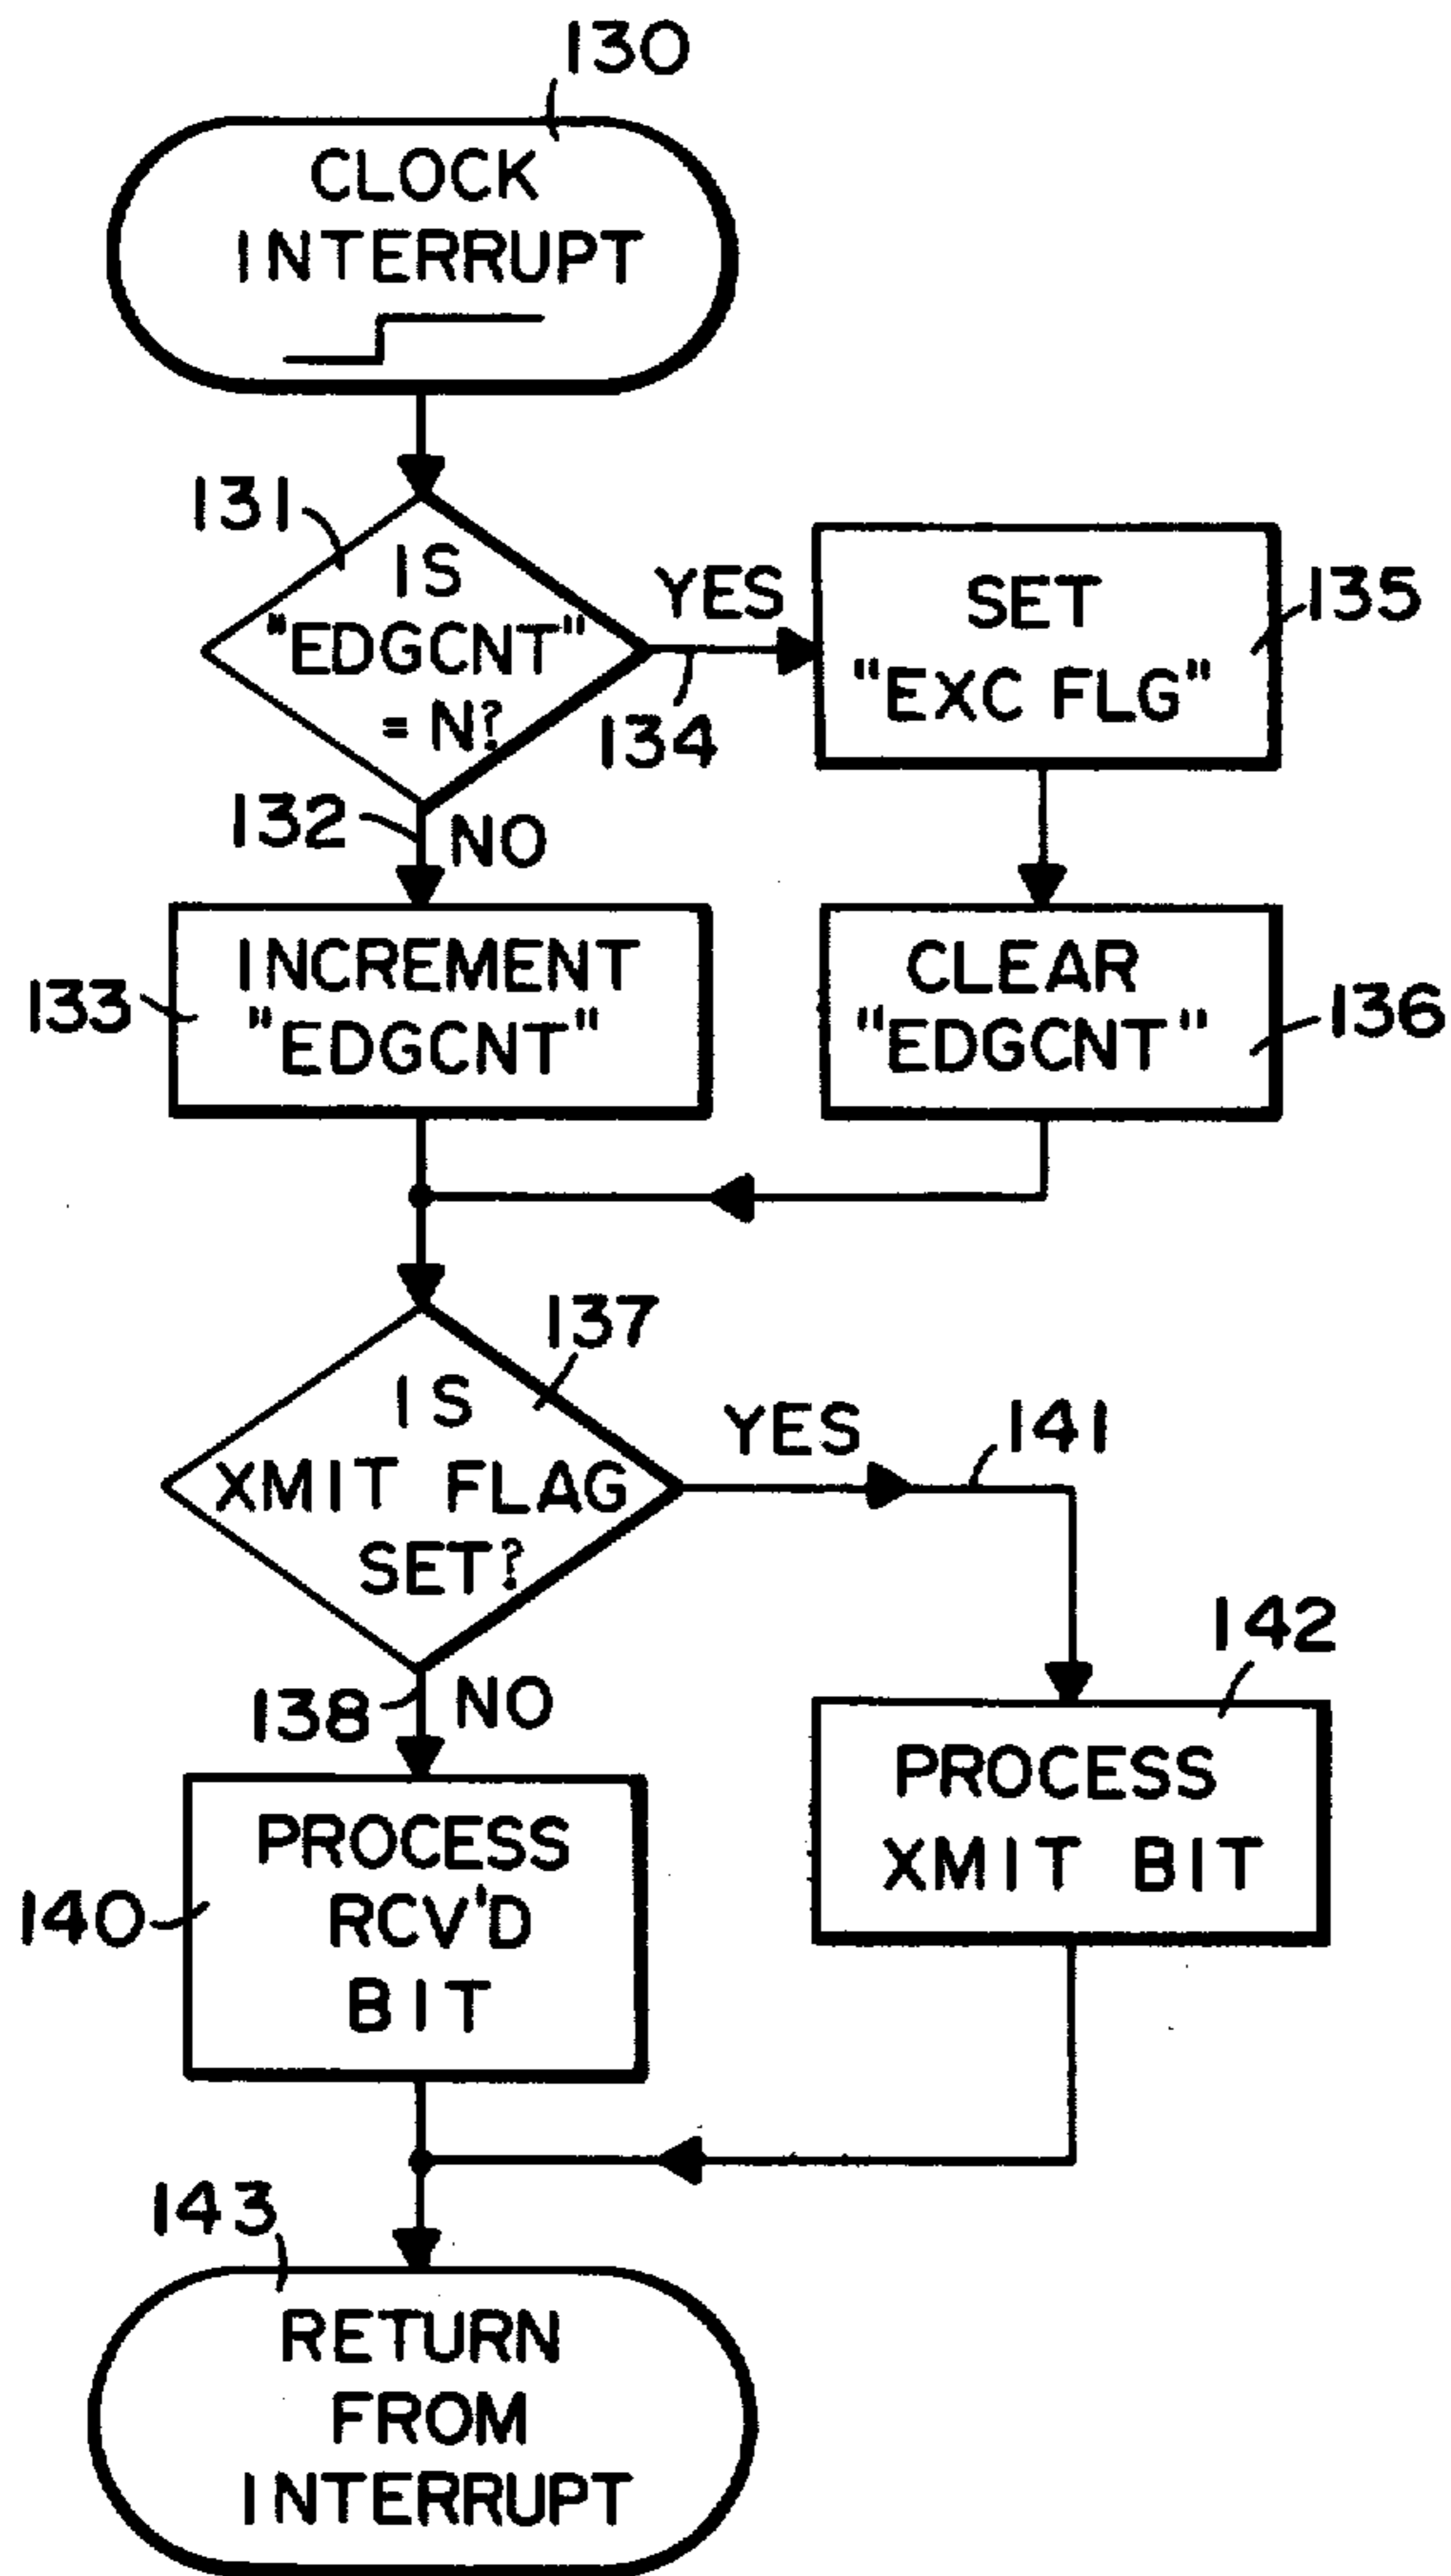 130
CLOCK
INTERRUPT
131
IS
"EDGCNT"
= N?
YES
134
SET
"EXC FLG"
135
132
NO
133
INCREMENT
"EDGCNT"
CLEAR
"EDGCNT"
136
137
IS
XMIT FLAG
SET?
YES
141
138
NO
142
PROCESS
XMIT BIT
140
PROCESS
RCV'D
BIT
143
RETURN
FROM
INTERRUPT